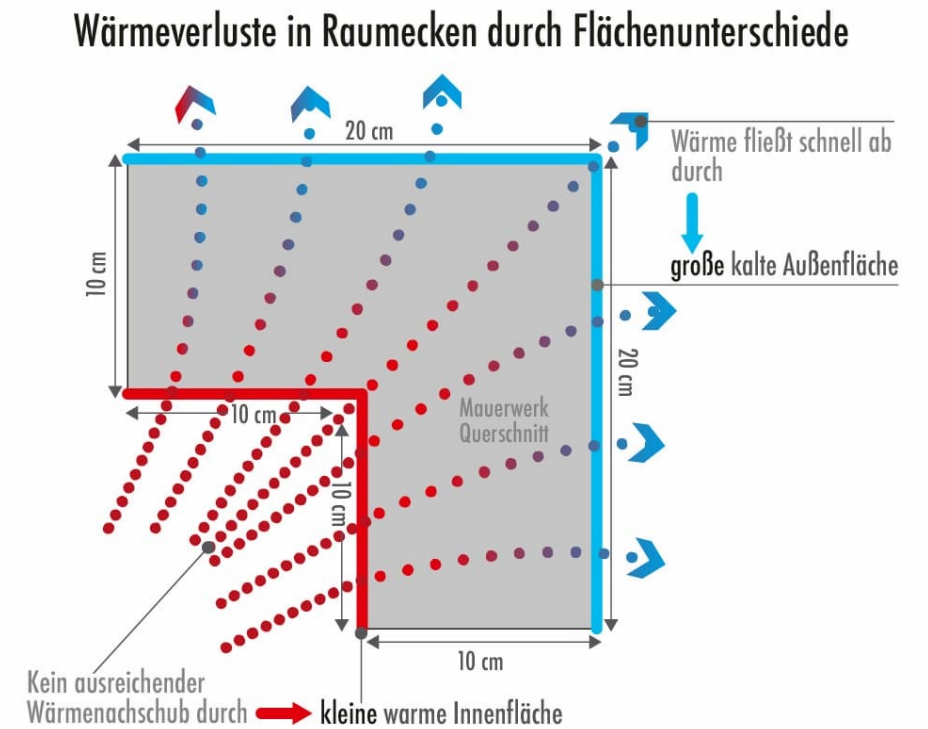 Wärmeverluste in Raumecken durch Flächenunterschiede
20 cm
Wärme fließt schnell ab
durch
große kalte Außenfläche
10 cm
20 cm
10 cm
Mauerwerk
Querschnitt
10 cm
10 cm
Kein ausreichender
Wärmenachschub durch
kleine warme Innenfläche